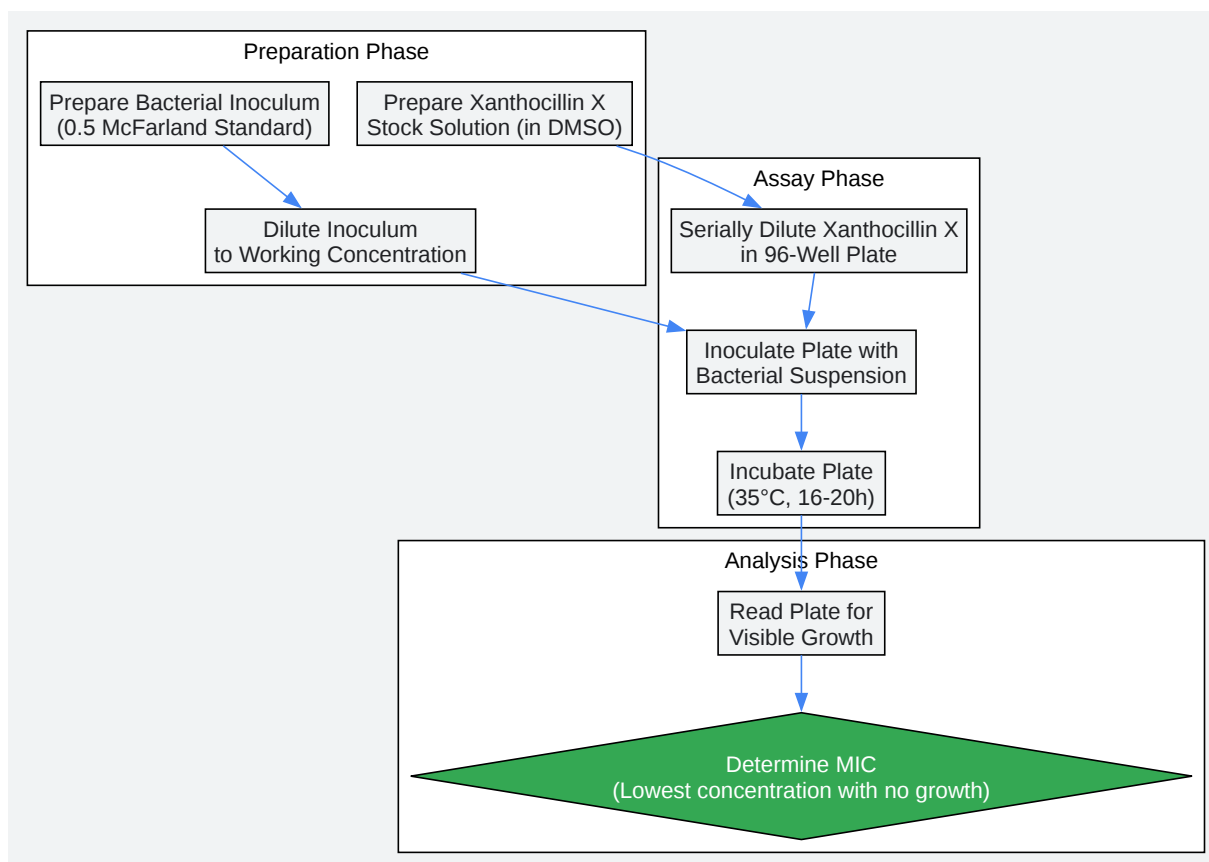 Preparation Phase
Prepare Bacterial Inoculum
(0.5 McFarland Standard)
Prepare Xanthocillin X
Stock Solution (in DMSO)
Dilute Inoculum
to Working Concentration
Assay Phase
Serially Dilute Xanthocillin X
in 96-Well Plate
Inoculate Plate with
Bacterial Suspension
Incubate Plate
(35°C, 16-20h)
Analysis Phase
Read Plate for
Visible Growth
Determine MIC
(Lowest concentration with no growth)